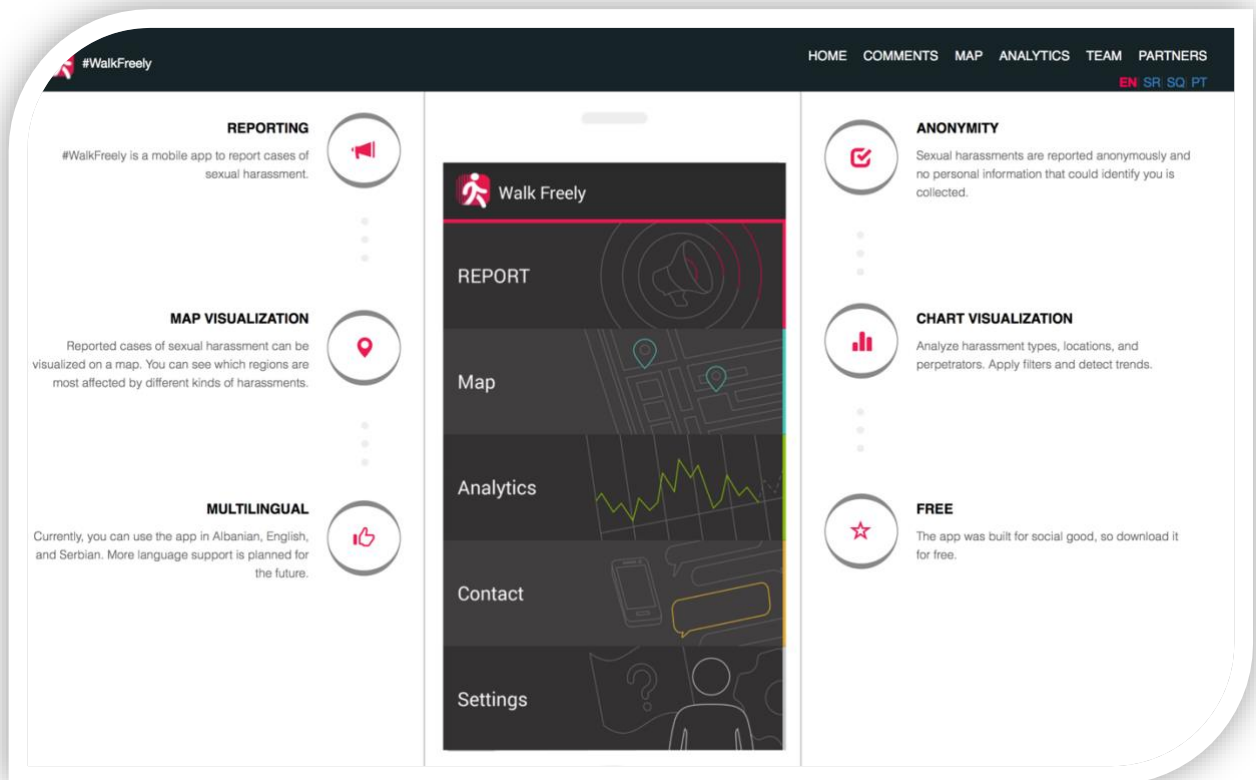 #WalkFreely
HOME COMMENTS MAP ANALYTICS TEAM PARTNERS
EN| SR| SQ| PT
REPORTING
#WalkFreely is a mobile app to report cases of
sexual harassment.
MAP VISUALIZATION
Reported cases of sexual harassment can be
visualized on a map. You can see which regions are
most affected by different kinds of harassments.
MULTILINGUAL
Currently, you can use the app in Albanian, English,
and Serbian. More language support is planned for
the future.
Walk Freely
REPORT
Map
Analytics
Contact
Settings
ANONYMITY
Sexual harassments are reported anonymously and
no personal information that could identify you is
collected.
CHART VISUALIZATION
Analyze harassment types, locations, and
perpetrators. Apply filters and detect trends.
FREE
The app was built for social good, so download it
for free.